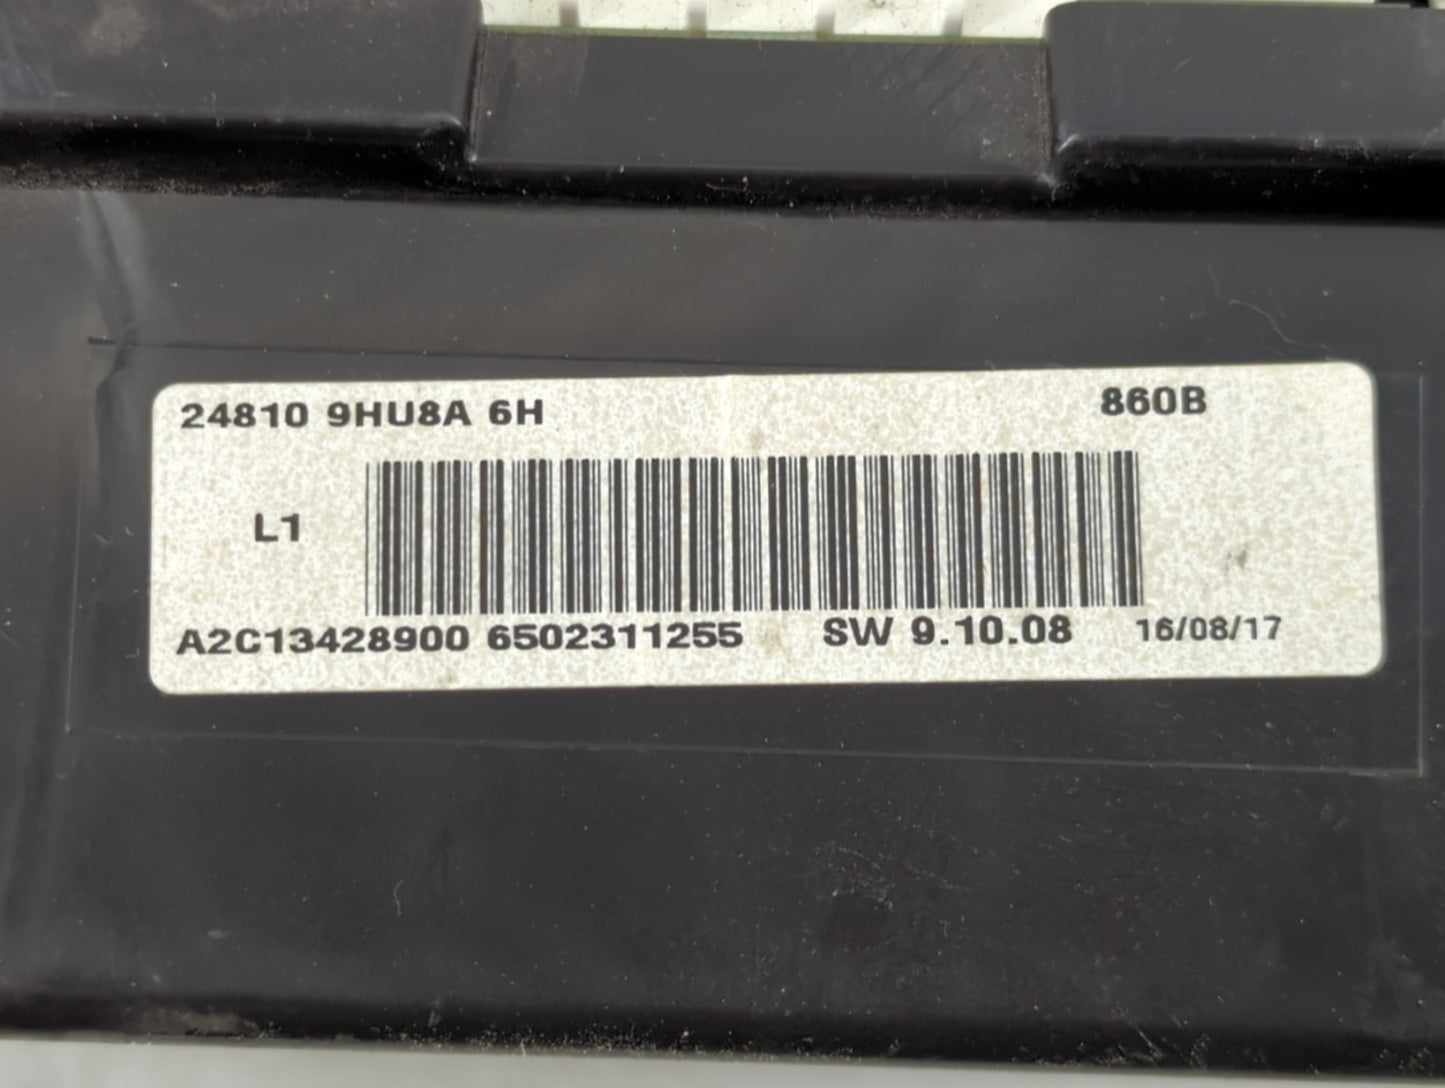 24810 9HU8A 6H 860B
L1
A2C13428900 6502311255 SW 9.10.08 16/08/17